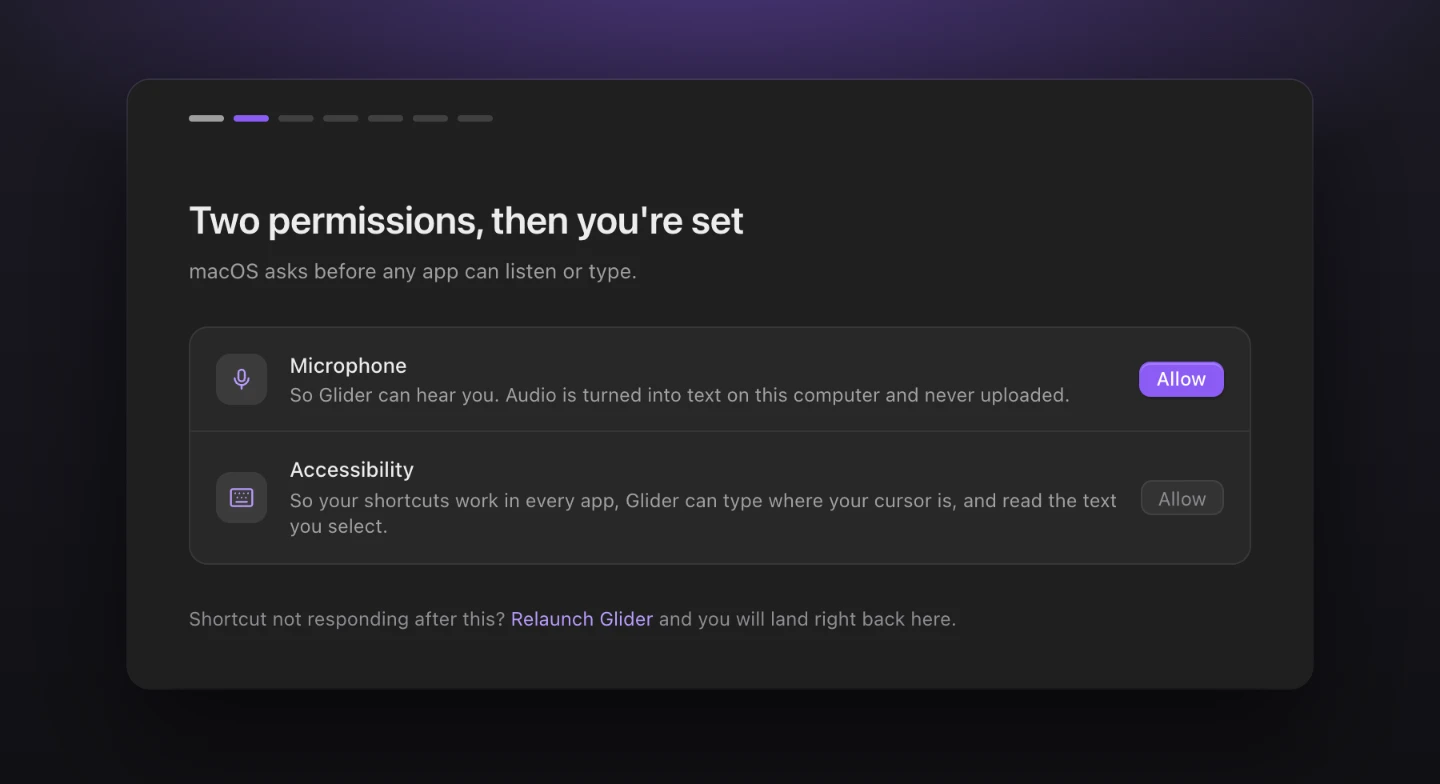 Two permissions, then you're set
macOS asks before any app can listen or type.
Microphone
So Glider can hear you. Audio is turned into text on this computer and never uploaded.
Allow
Accessibility
So your shortcuts work in every app, Glider can type where your cursor is, and read the text
you select.
Allow
Shortcut not responding after this? Relaunch Glider and you will land right back here.